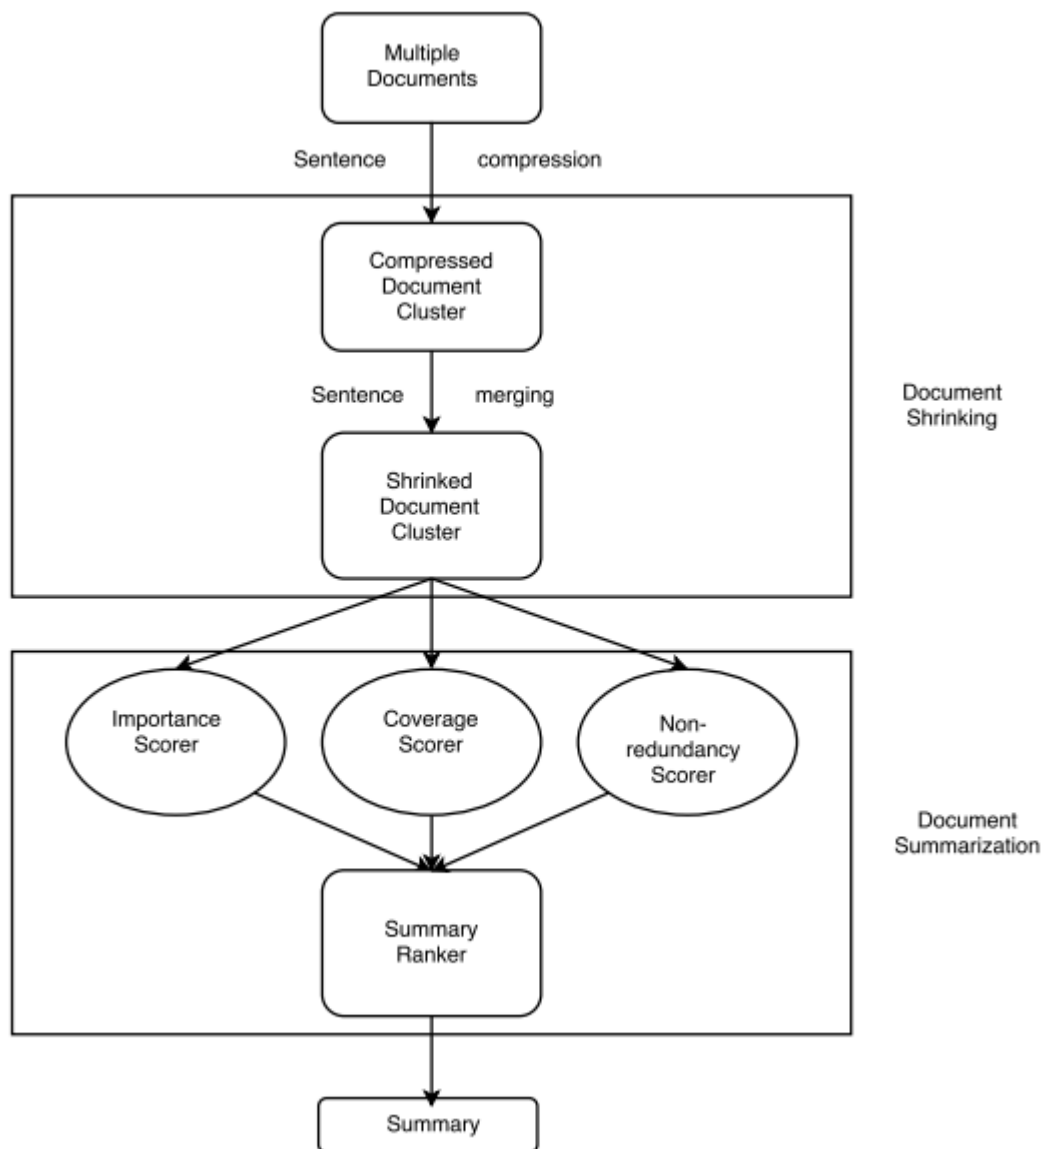 Multiple
Documents
Sentence compression
Compressed
Document
Cluster
Sentence merging
Document
Shrinking
Shrinked
Document
Cluster
Importance
Scorer
Coverage
Scorer
Non-
redundancy
Scorer
Document
Summarization
Summary
Ranker
Summary